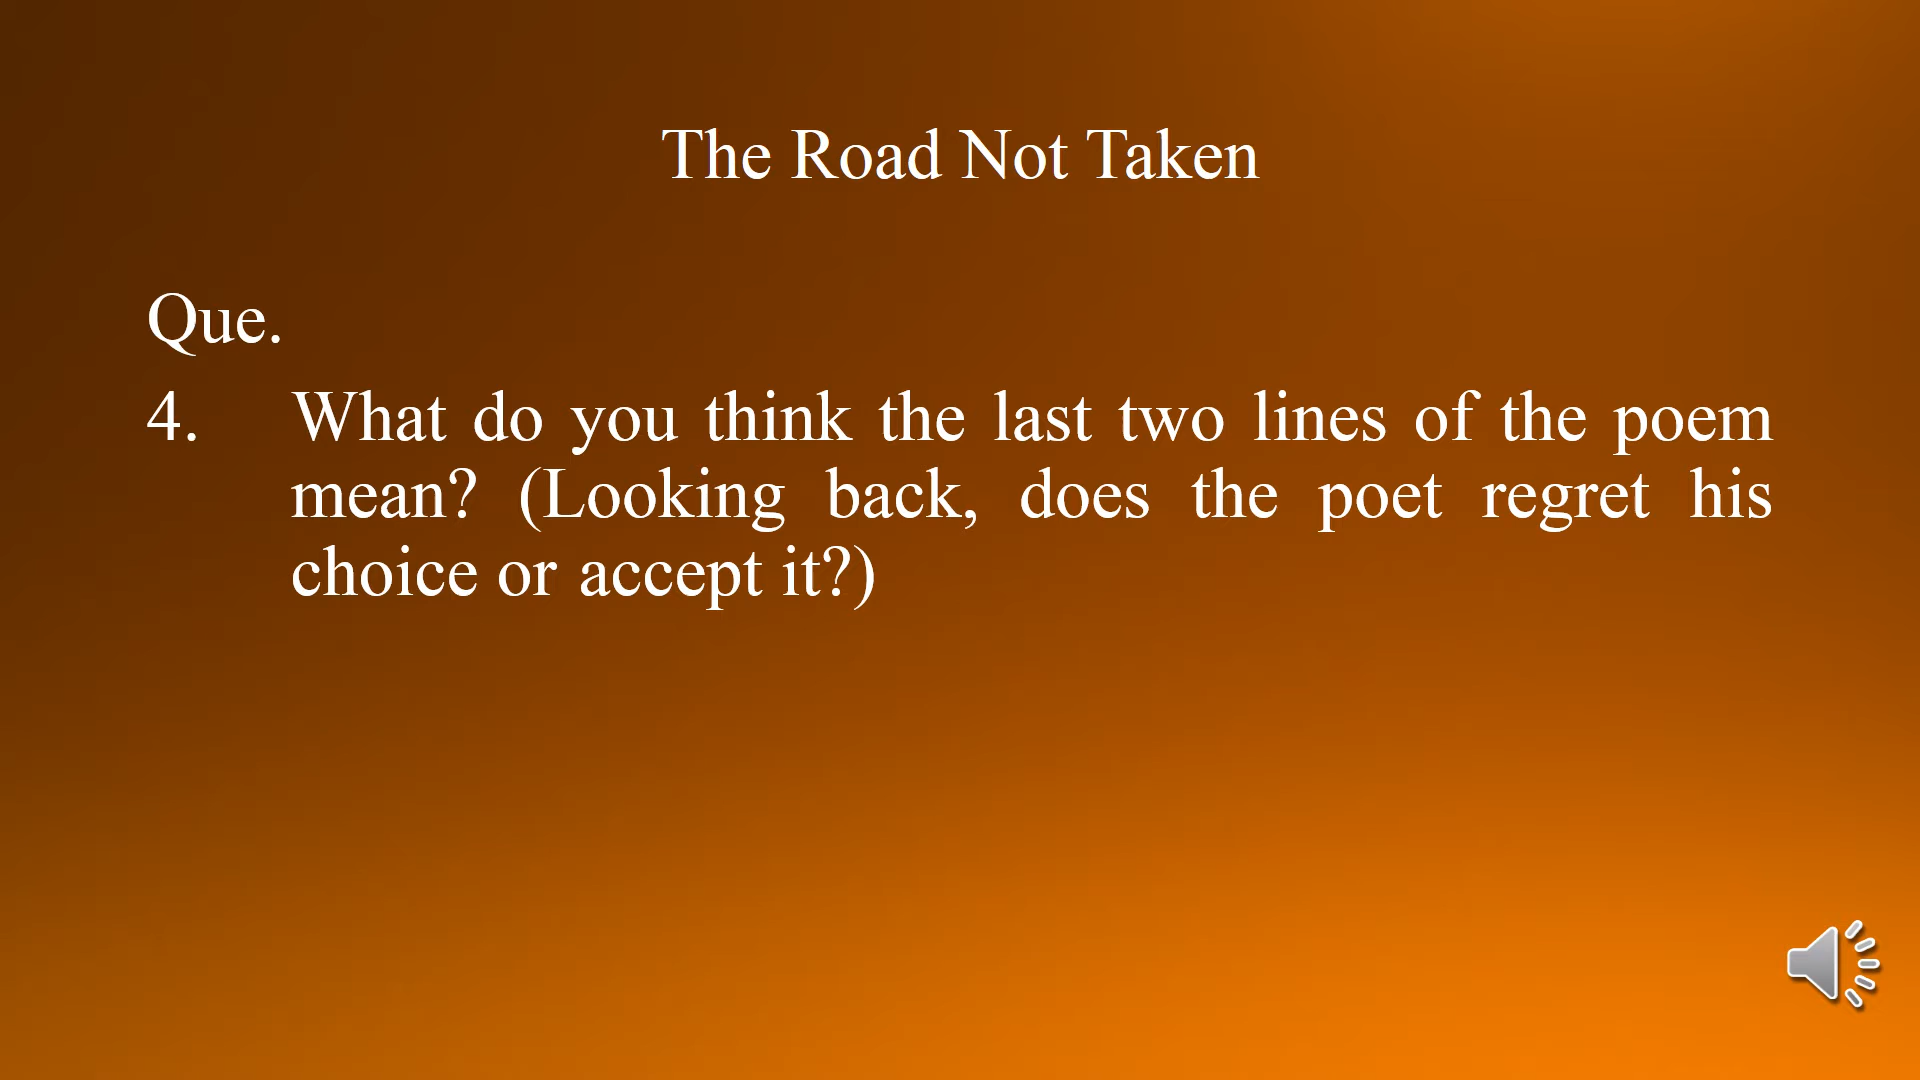 The Road Not Taken
Que.
4. What do you think the last two lines of the poem
mean? (Looking back, does the poet regret his
choice or accept it?)